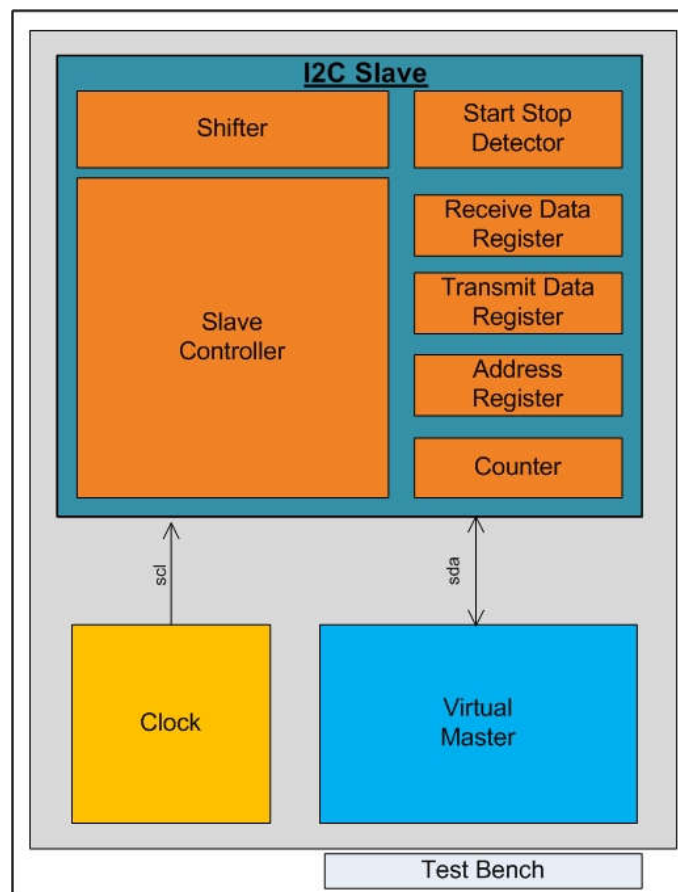 I2C Slave
Shifter
Start Stop
Detector
Receive Data
Register
Transmit Data
Register
Slave
Controller
Address
Register
Counter
scl
sda
Clock
Virtual
Master
Test Bench